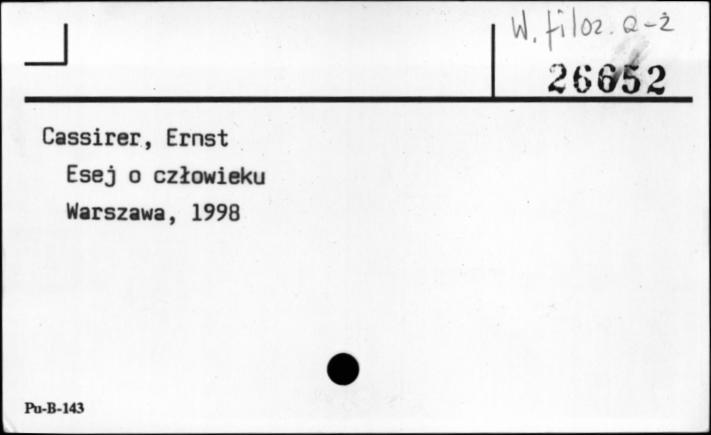 W. filoz. a-ż
26652
Cassirer, Ernst
Esej o człowieku
Warszawa, 1998
Pu-B-143